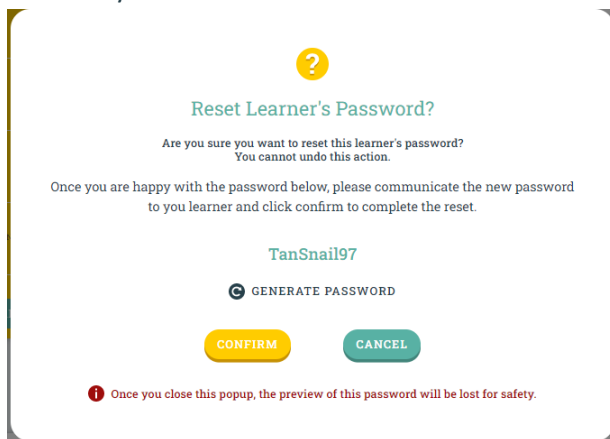 ?
Reset Learner's Password?
Are you sure you want to reset this learner's password?
You cannot undo this action.
Once you are happy with the password below, please communicate the new password
to you learner and click confirm to complete the reset.
TanSnail97
GENERATE PASSWORD
CONFIRM CANCEL
Once you close this popup, the preview of this password will be lost for safety.